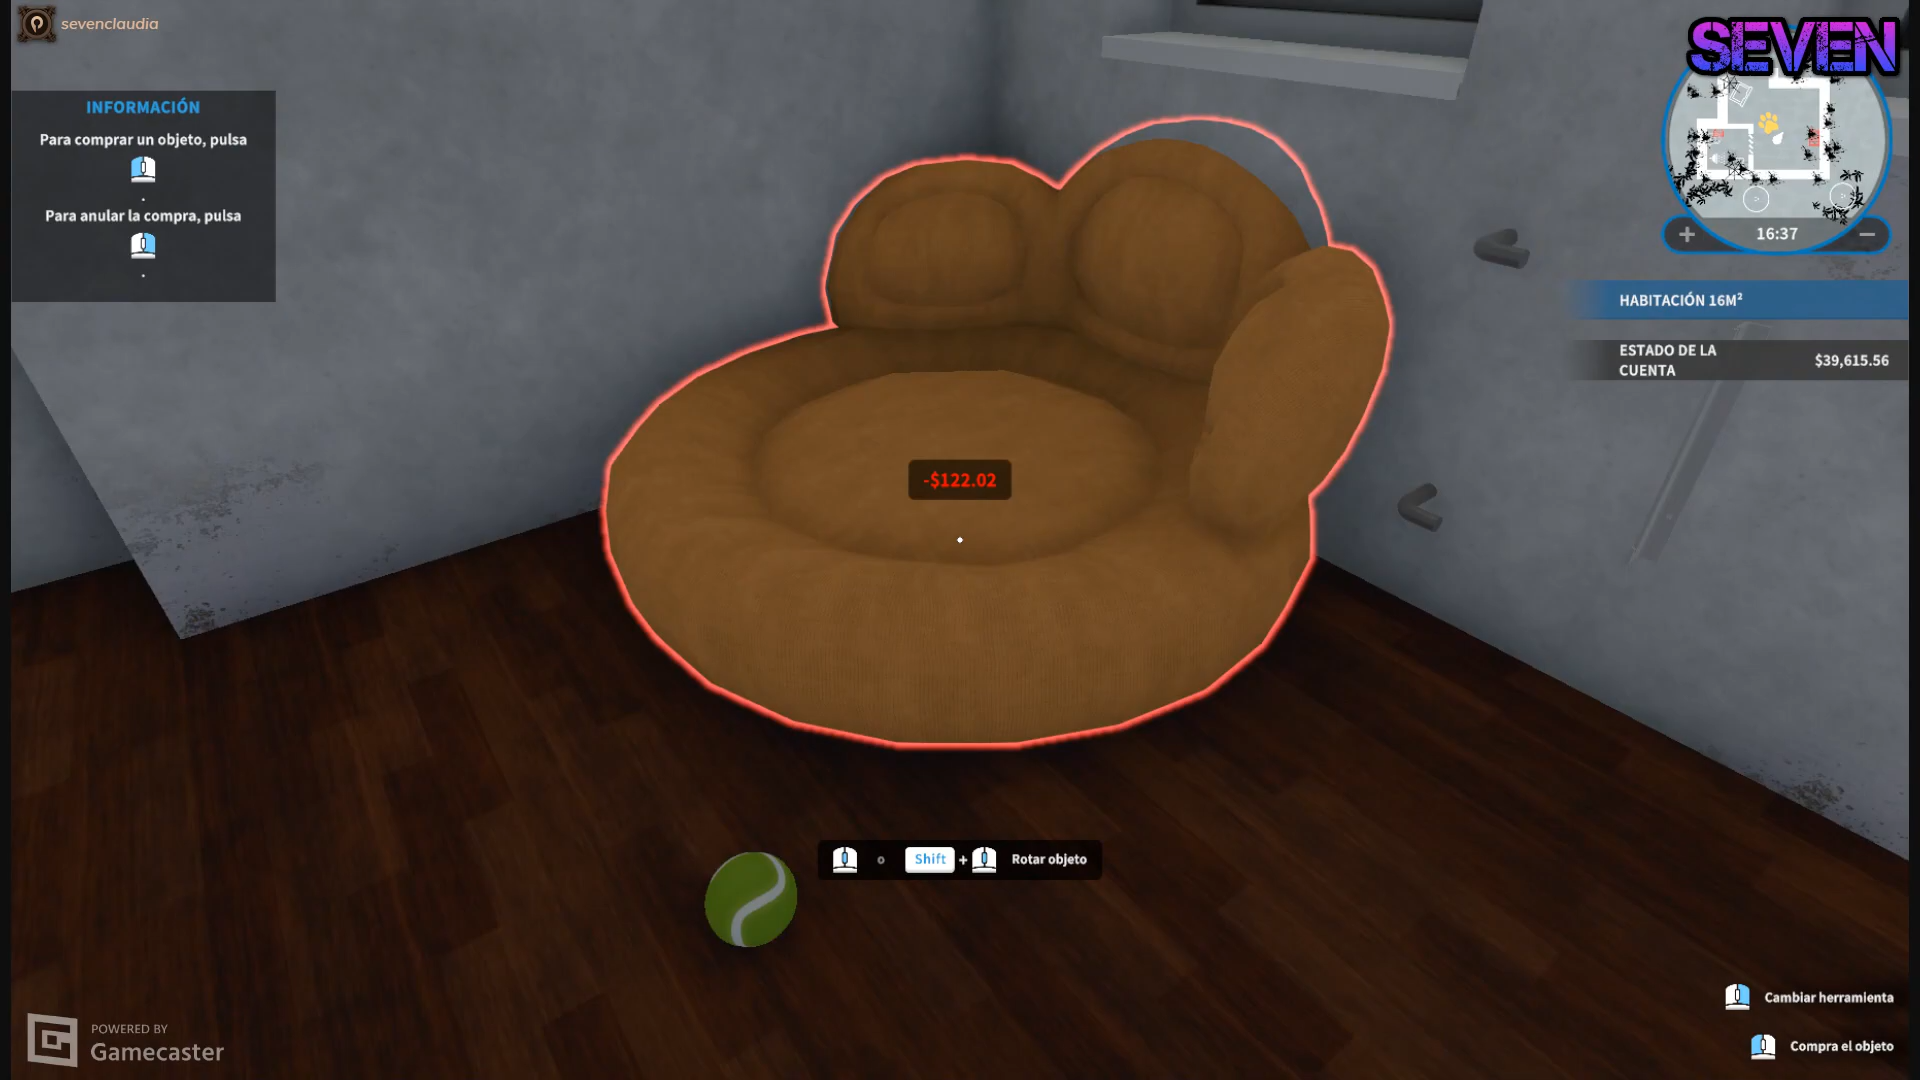 sevenclaudia
SEVEN
INFORMACIÓN
Para comprar un objeto, pulsa
.
Para anular la compra, pulsa
.
16:37
HABITACIÓN 16M²
ESTADO DE LA
CUENTA
$39,615.56
-$122.02
o Shift + Rotar objeto
Cambiar herramienta
Compra el objeto
POWERED BY
Gamecaster